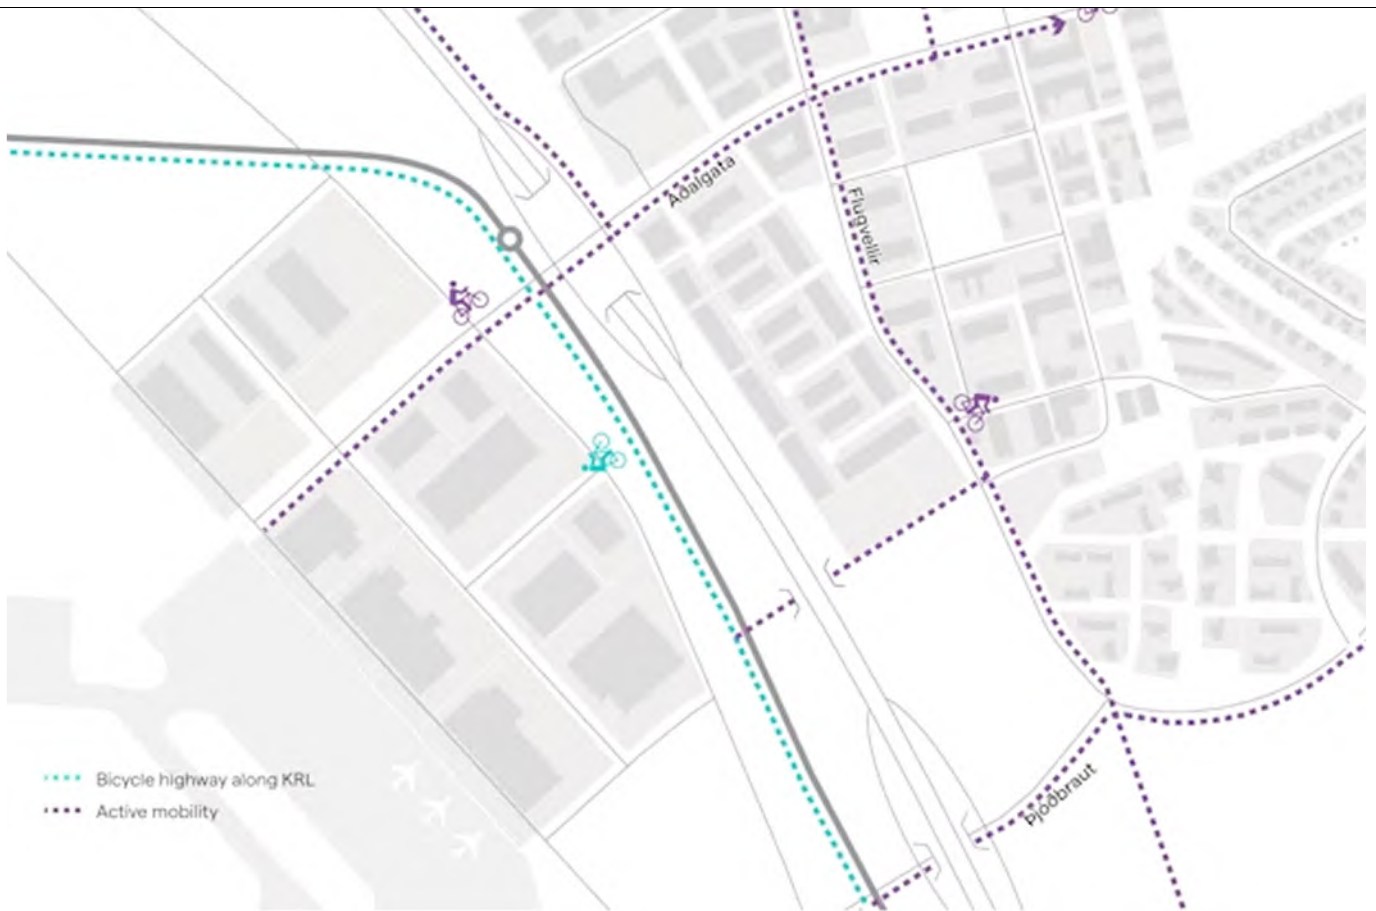 Aðalgata
Flugvellir
Bicycle highway along KRL
Active mobility
Þjóðbraut